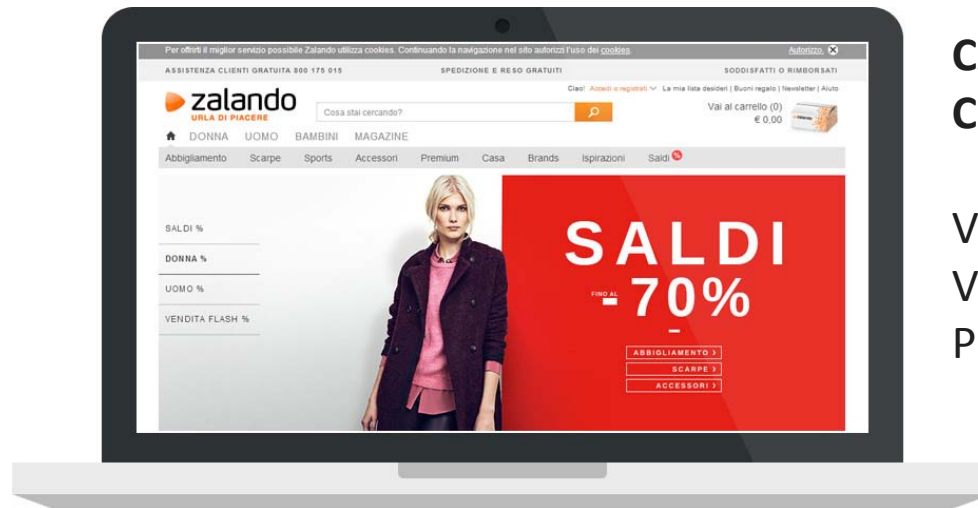 Per offrirti il miglior servizio possibile Zalando utilizza cookies. Continuando la navigazione nel sito autorizzi l'uso dei cookies. Autorizzo.
ASSISTENZA CLIENTI GRATUITA 800 175 015 SPEDIZIONE E RESO GRATUITI SODDISFATTI O RIMBORSATI
Ciao! Accedi o registrati La mia lista desideri | Buoni regalo | Newsletter | Aiuto
zalando
URLA DI PIACERE
Cosa stai cercando?
Vai al carrello (0)
€ 0,00
DONNA UOMO BAMBINI MAGAZINE
Abbigliamento Scarpe Sports Accessori Premium Casa Brands Ispirazioni Saldi %
SALDI %
DONNA %
UOMO %
VENDITA FLASH %
SALDI
FINO AL
-70%
ABBIGLIAMENTO >
SCARPE >
ACCESSORI >
C
C
V
V
P